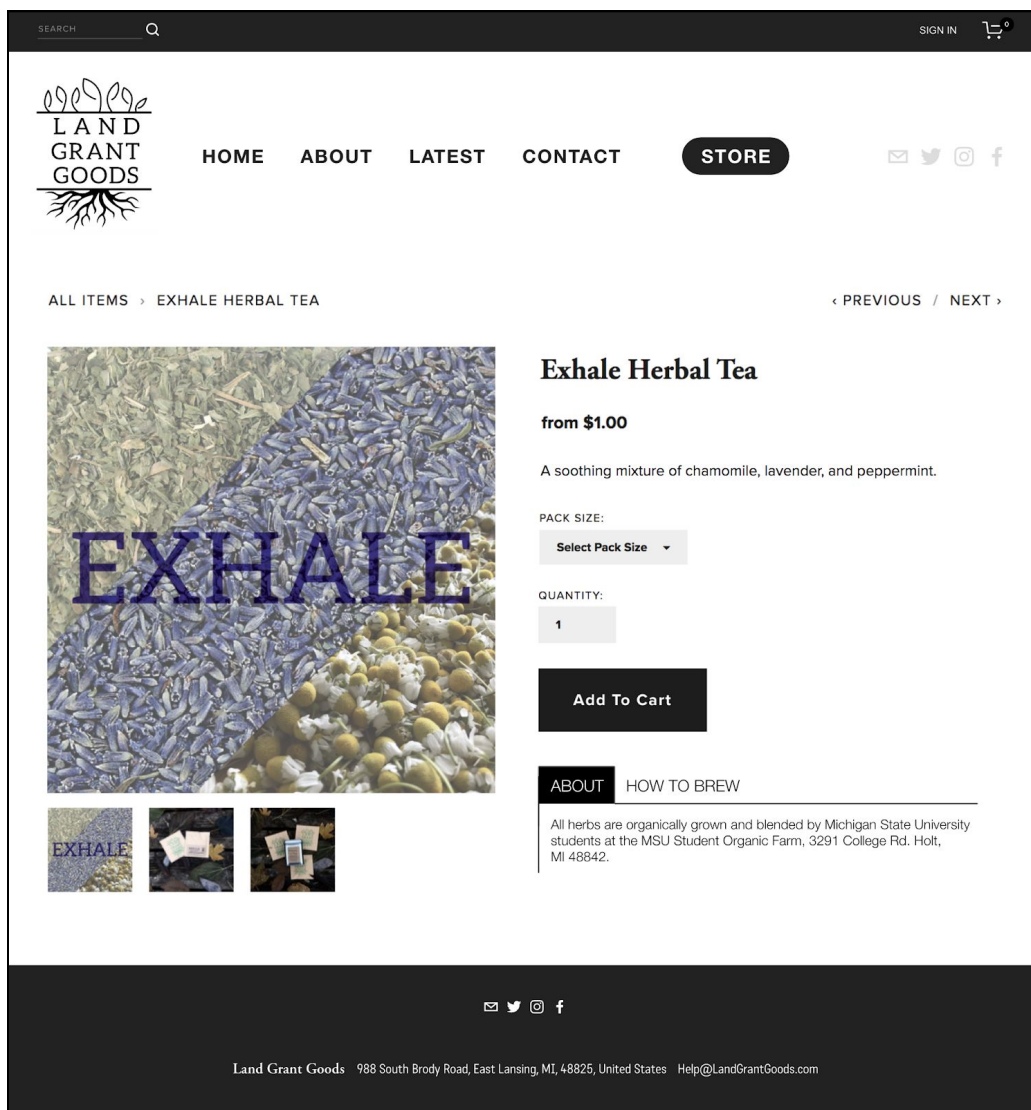 SEARCH
SIGN IN
0
LAND
GRANT
GOODS
HOME ABOUT LATEST CONTACT STORE
ALL ITEMS › EXHALE HERBAL TEA
‹ PREVIOUS / NEXT ›
EXHALE
Exhale Herbal Tea
from $1.00
A soothing mixture of chamomile, lavender, and peppermint.
PACK SIZE:
Select Pack Size
QUANTITY:
1
Add To Cart
EXHALE
ABOUT HOW TO BREW
All herbs are organically grown and blended by Michigan State University
students at the MSU Student Organic Farm, 3291 College Rd. Holt,
MI 48842.
Land Grant Goods 988 South Brody Road, East Lansing, MI, 48825, United States Help@LandGrantGoods.com